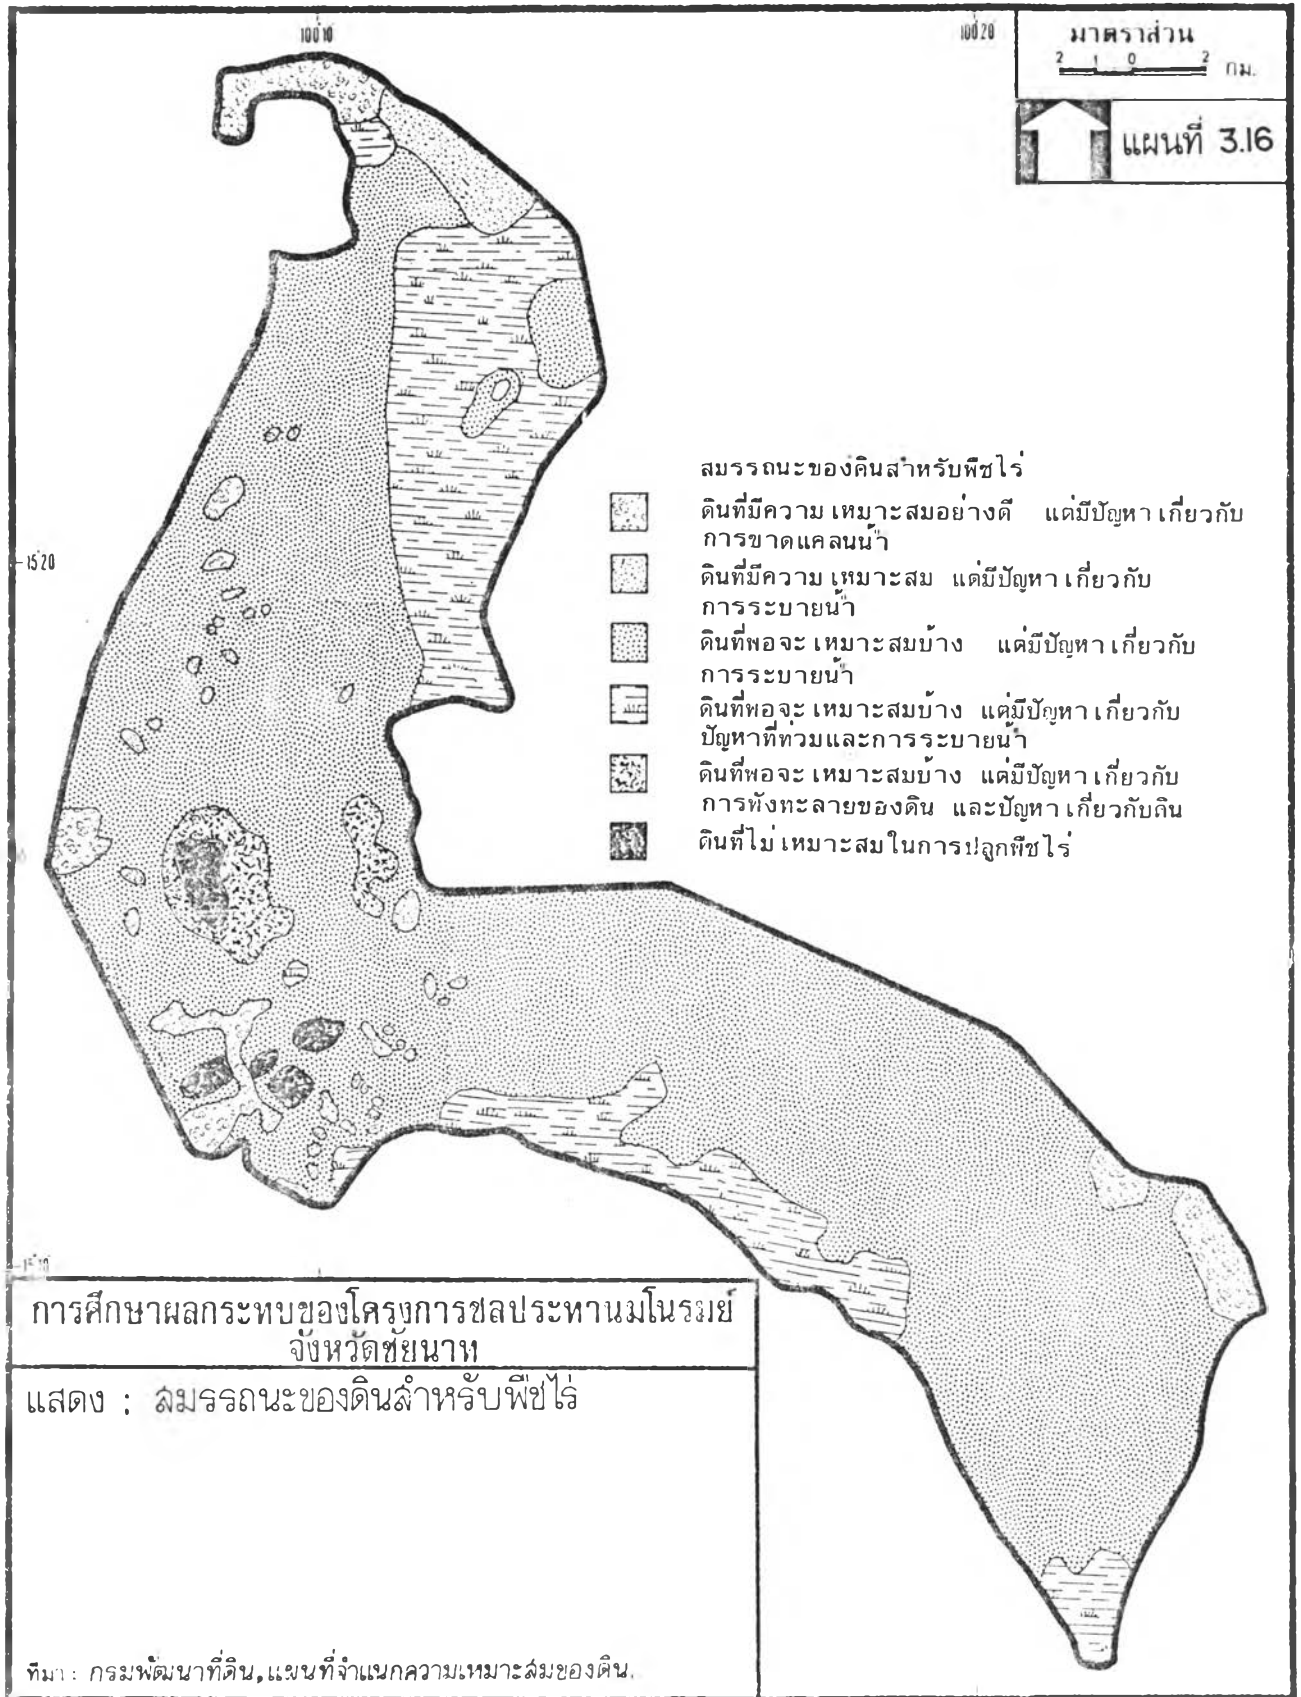 100 10
100 20
มาตราส่วน
2 1 0 2 กม.
แผนที่ 3.16
สมรรถนะของดินสำหรับพืชไร่
ดินที่มีความเหมาะสมอย่างดี แต่มีปัญหาเกี่ยวกับ
การขาดแคลนน้ำ
15 20
ดินที่มีความเหมาะสม แต่มีปัญหาเกี่ยวกับ
การระบายน้ำ
ดินที่พอจะเหมาะสมบ้าง แต่มีปัญหาเกี่ยวกับ
การระบายน้ำ
ดินที่พอจะเหมาะสมบ้าง แต่มีปัญหาเกี่ยวกับ
ปัญหาที่ท่วมและการระบายน้ำ
ดินที่พอจะเหมาะสมบ้าง แต่มีปัญหาเกี่ยวกับ
การพังทะลายของดิน และปัญหาเกี่ยวกับดิน
ดินที่ไม่เหมาะสมในการปลูกพืชไร่
15 10
การศึกษาผลกระทบของโครงการชลประทานมโนรมย์
จังหวัดชัยนาท
แสดง : สมรรถนะของดินสำหรับพืชไร่
ที่มา : กรมพัฒนาที่ดิน, แผนที่จำแนกความเหมาะสมของดิน.